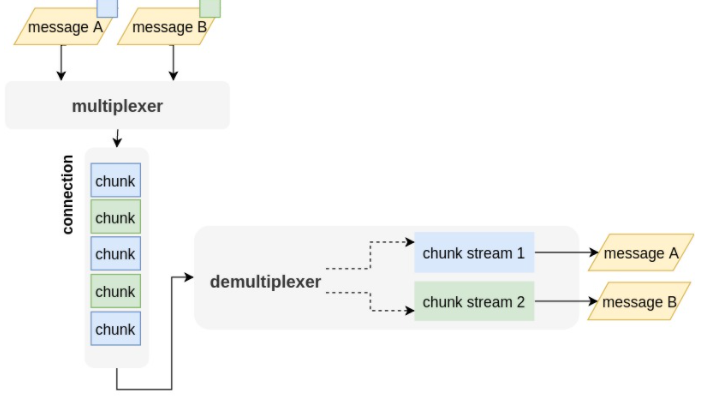 message A
message B
multiplexer
connection
chunk
chunk
chunk
chunk
chunk
demultiplexer
chunk stream 1
message A
chunk stream 2
message B